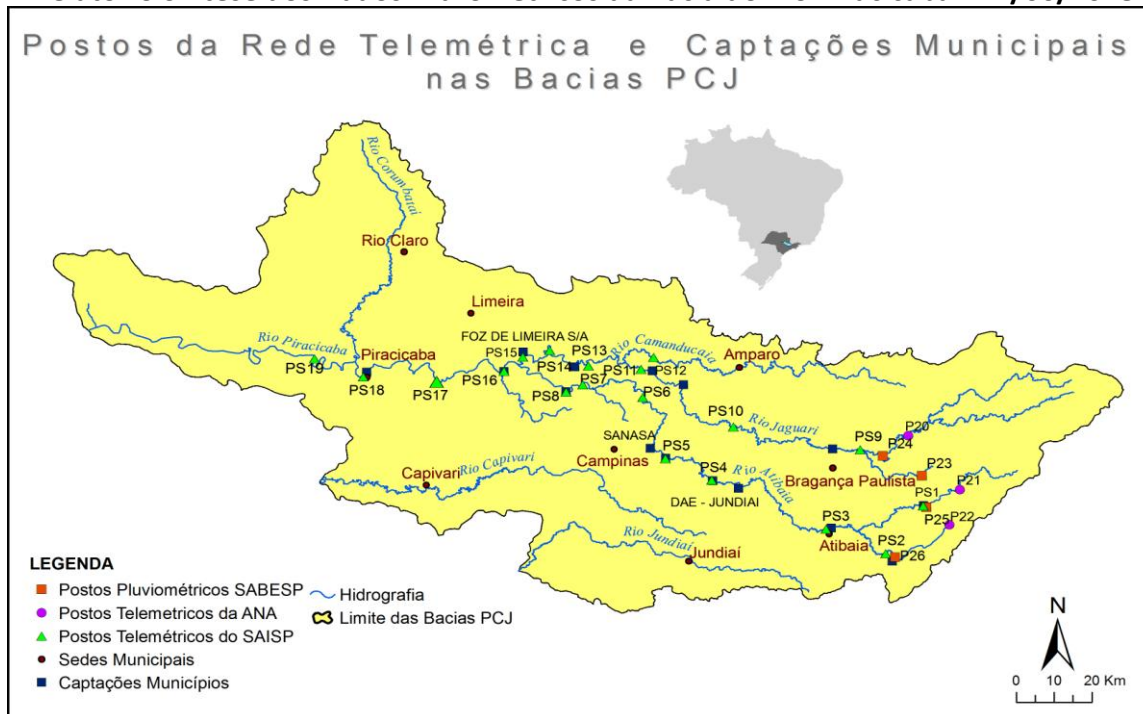 Postos da Rede Telemétrica e Captações Municipais
nas Bacias PCJ
Rio Corumbataí
Rio Claro
Limeira
FOZ DE LIMEIRA S/A
Rio Piracicaba
Piracicaba
PS19
PS18
PS17
PS16
PS15
PS14
PS13
PS11
PS12
Rio Camanducaia
Amparo
PS8
PS7
PS6
PS10
Rio Jaguari
P20
PS9
P24
SANASA
Campinas
PS5
PS4
Rio Atibaia
DAE - JUNDIAI
Bragança Paulista
P23
PS1
P21
P25
P22
Capivari
Rio Capivari
PS3
Atibaia
PS2
P26
Rio Jundiaí
Jundiaí
LEGENDA
Postos Pluviométricos SABESP
Hidrografia
Postos Telemetricos da ANA
Limite das Bacias PCJ
Postos Telemétricos do SAISP
Sedes Municipais
Captações Municípios
N
0 10 20 Km